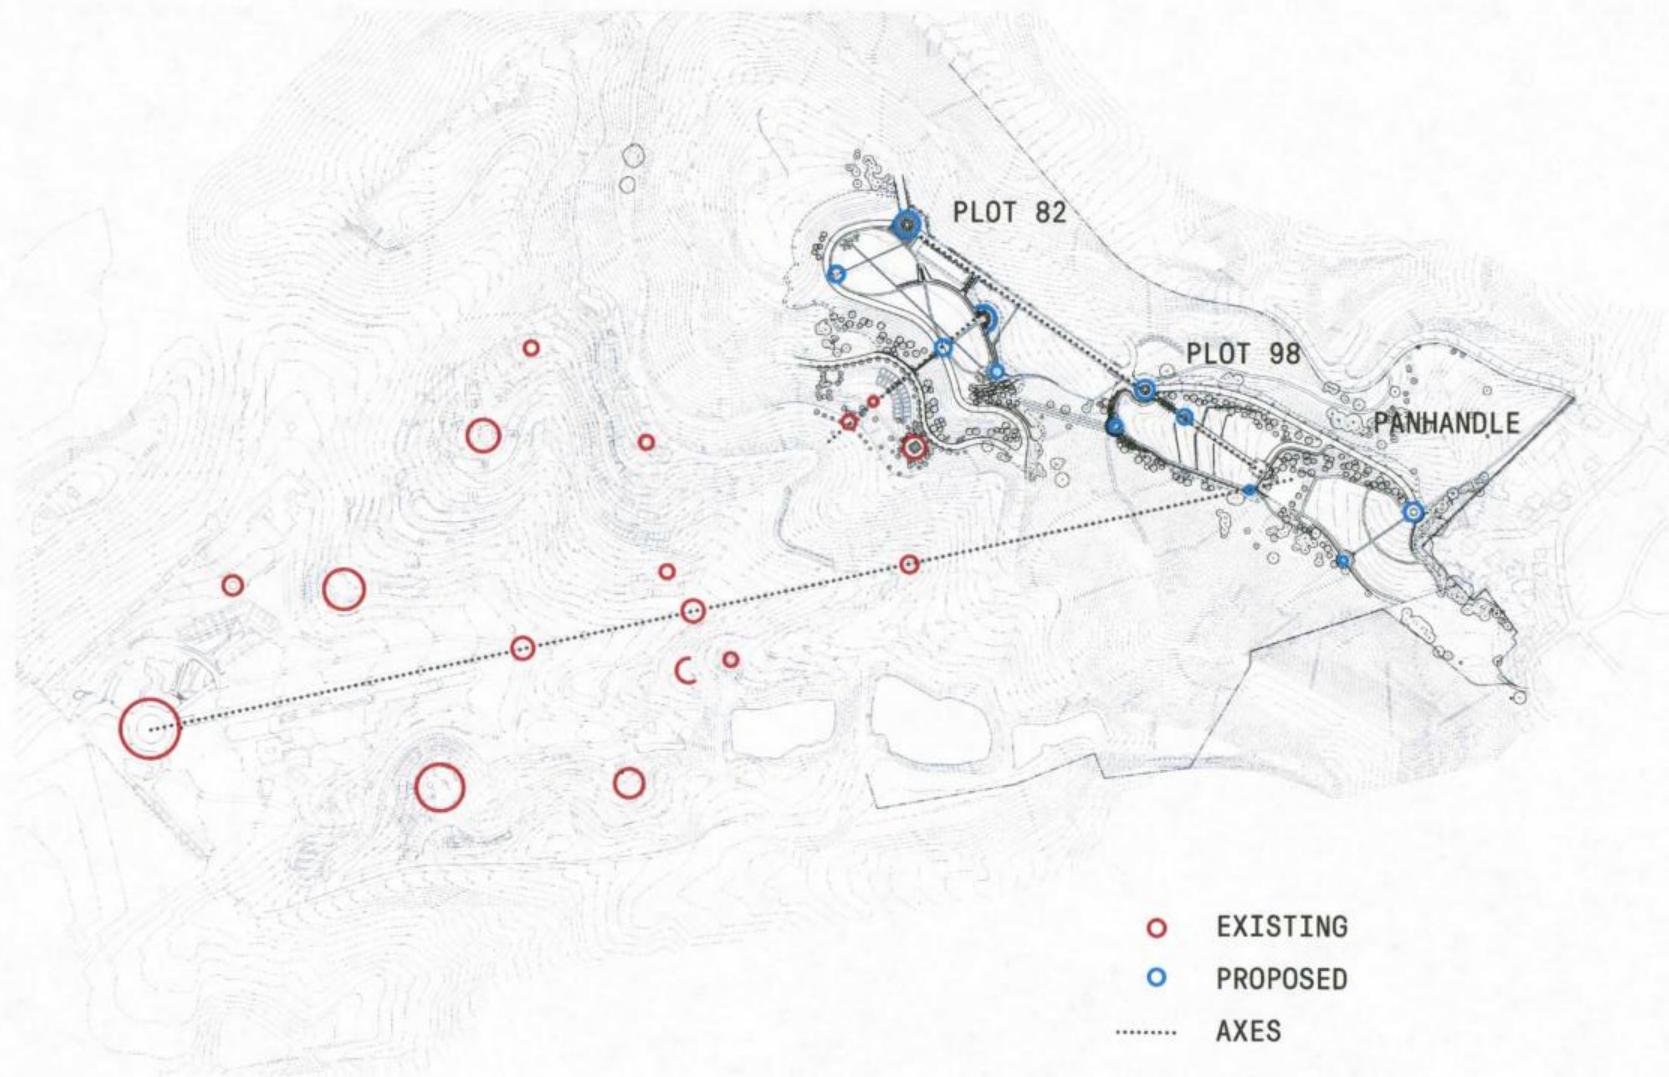 PLOT 82
PLOT 98
PANHANDLE
EXISTING
PROPOSED
AXES